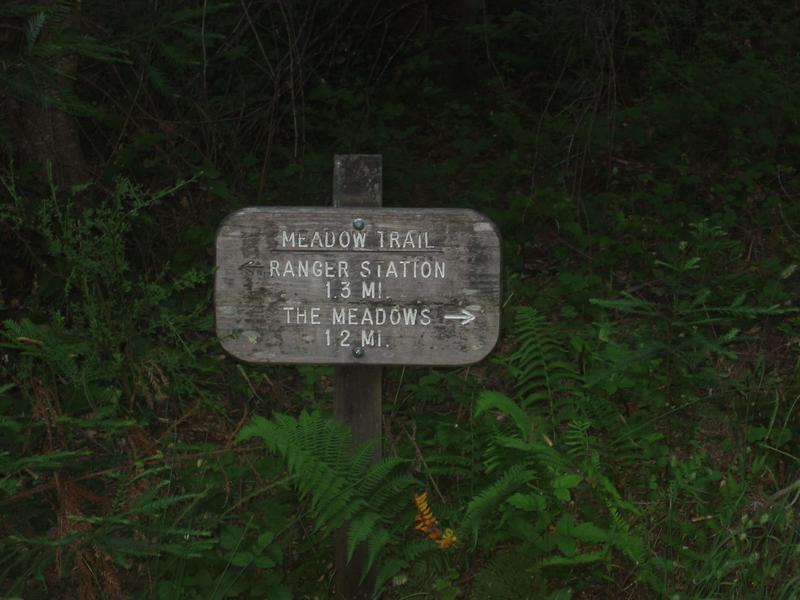 MEADOW TRAIL
← RANGER STATION
1.3 MI.
THE MEADOWS →
1.2 MI.